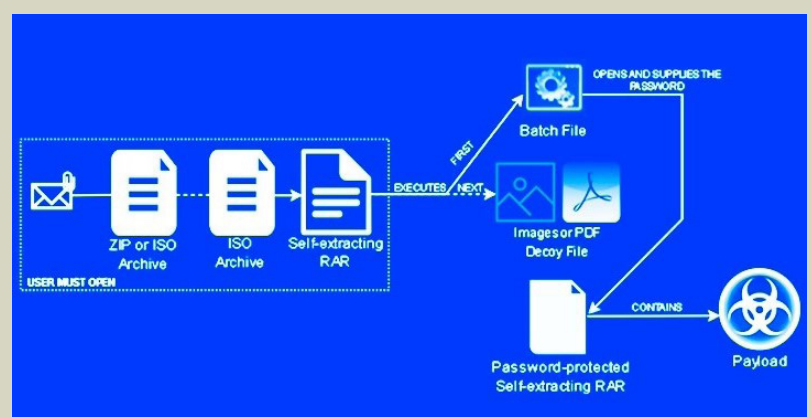 OPENS AND SUPPLIES THE
PASSWORD
Batch File
FIRST
EXECUTES
NEXT
Images or PDF
Decoy File
ZIP or ISO
Archive
ISO
Archive
Self-extracting
RAR
USER MUST OPEN
CONTAINS
Password-protected
Self-extracting RAR
Payload